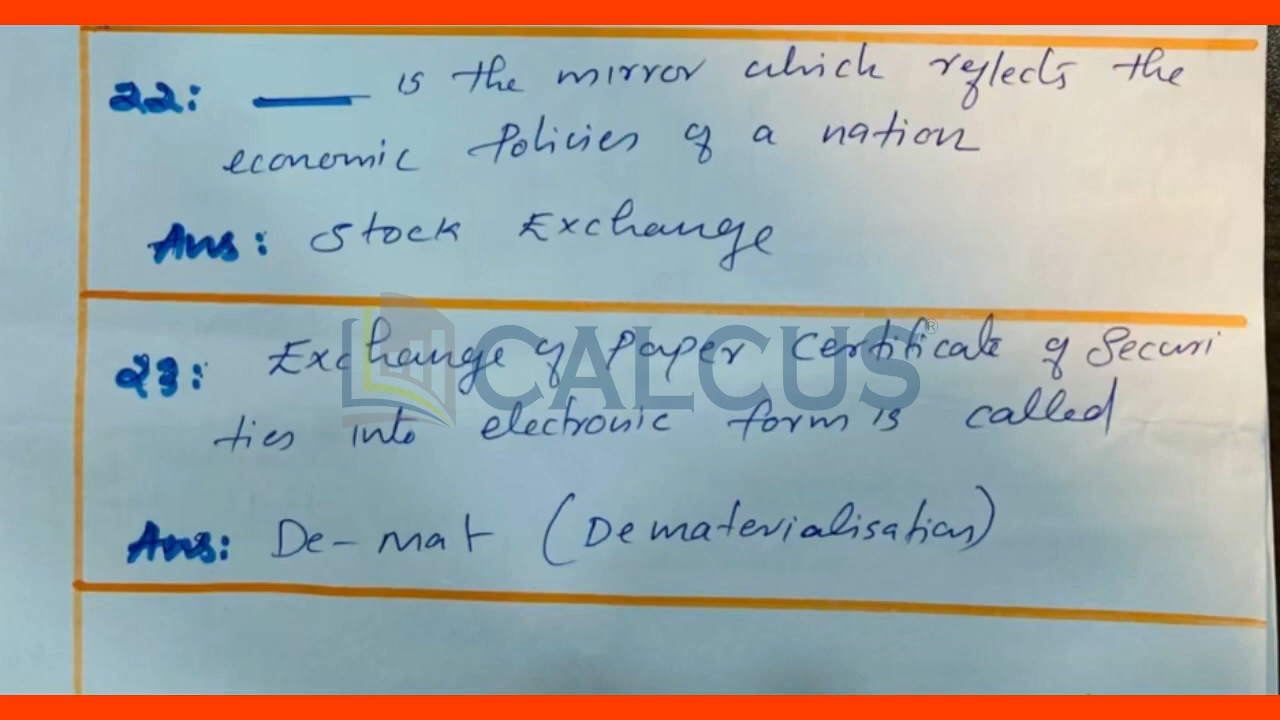 22: ___ is the mirror which reflects the
economic Policies of a nation
Ans: Stock Exchange
CALCUS®
23: Exchange of Paper Certificate of Securi
ties into electronic form is called
Ans: De-mat (Dematerialisation)